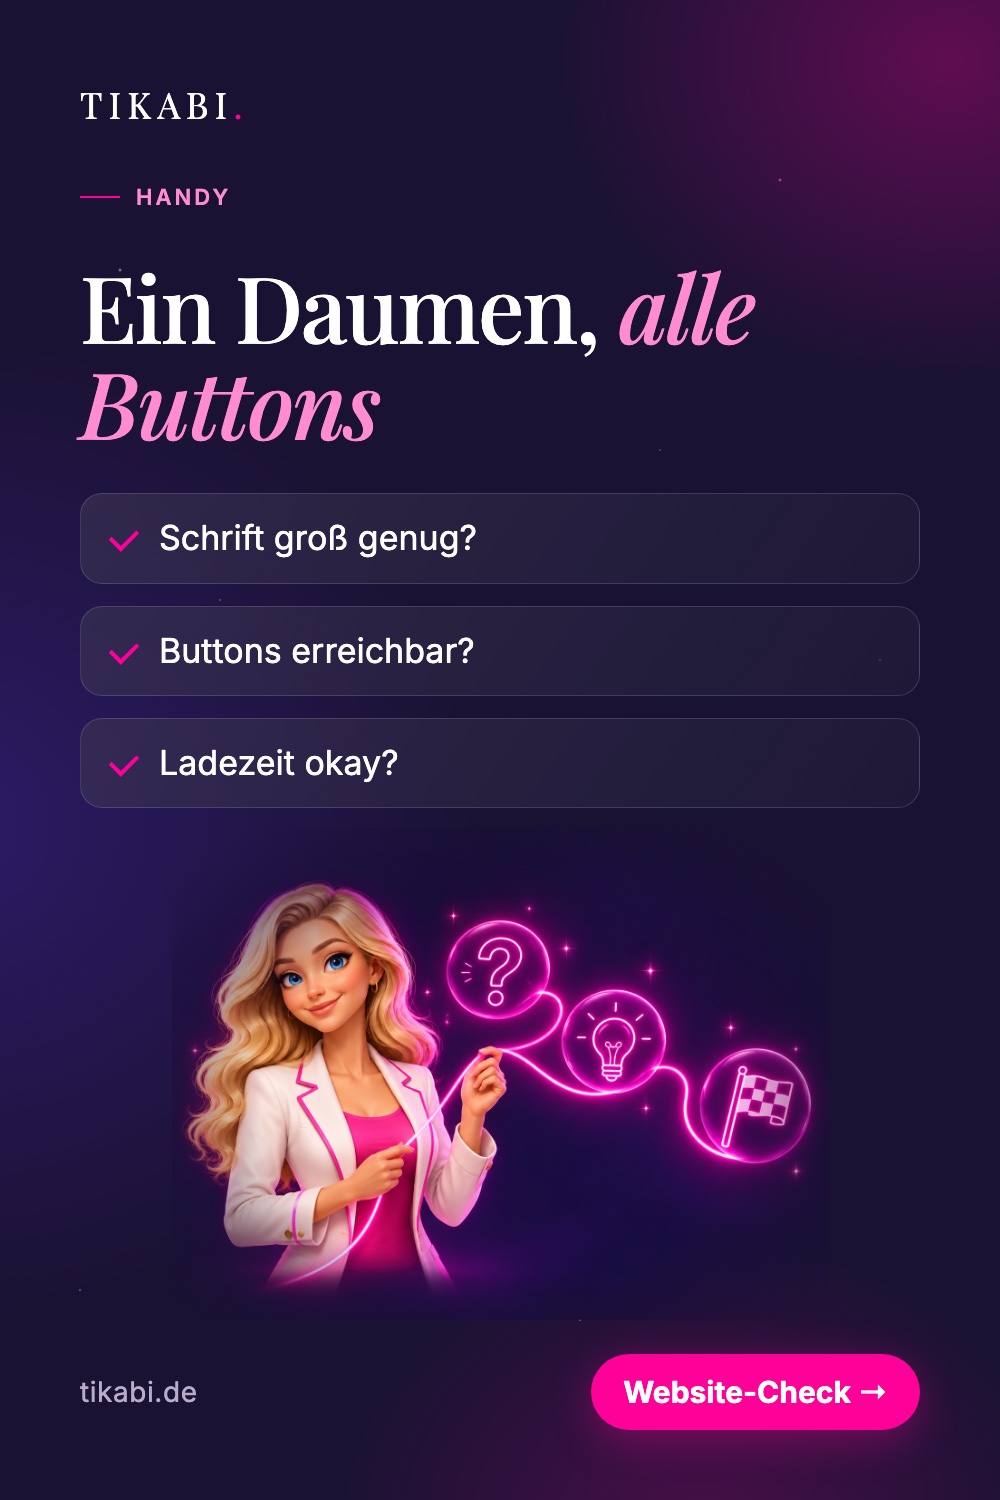 TIKABI.
HANDY
Ein Daumen, alle
Buttons
Schrift groß genug?
Buttons erreichbar?
Ladezeit okay?
?
tikabi.de
Website-Check →